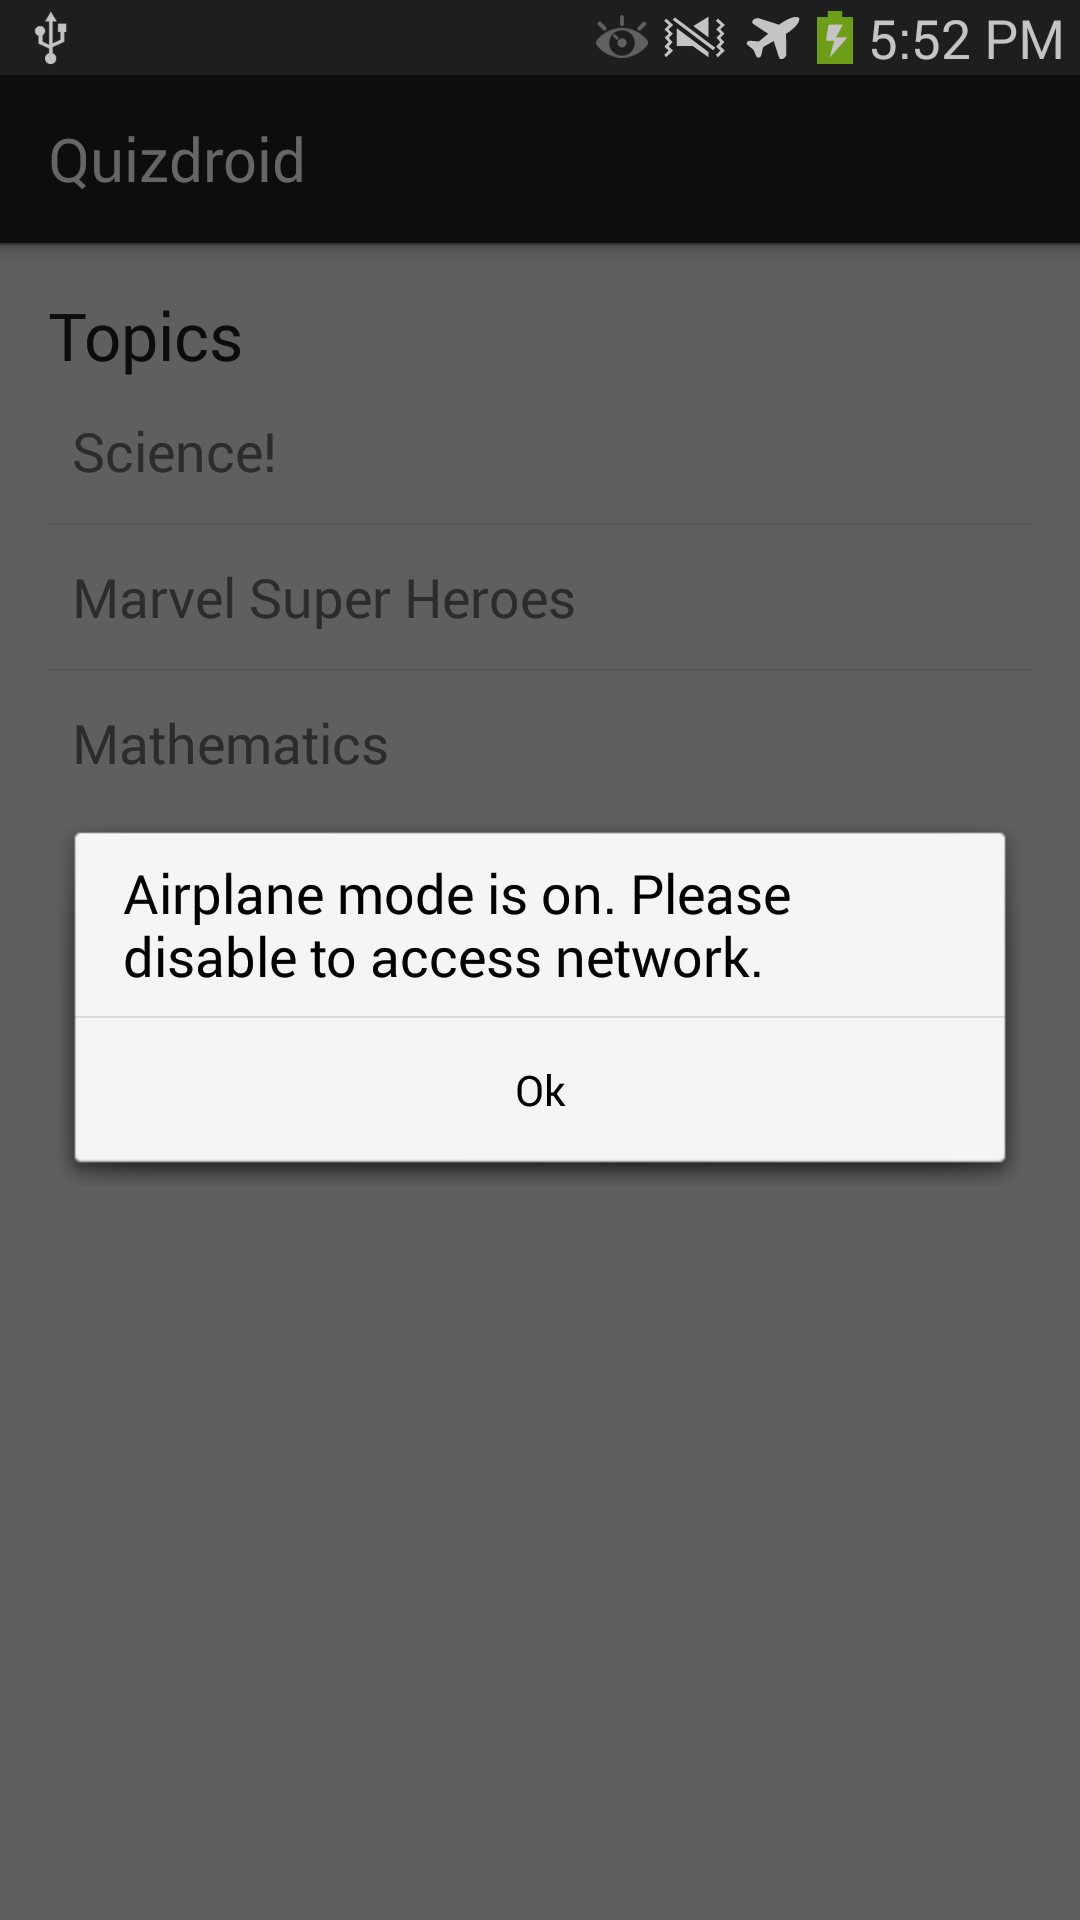 5:52 PM
Quizdroid
Topics
Science!
Marvel Super Heroes
Mathematics
Airplane mode is on. Please
disable to access network.
Ok